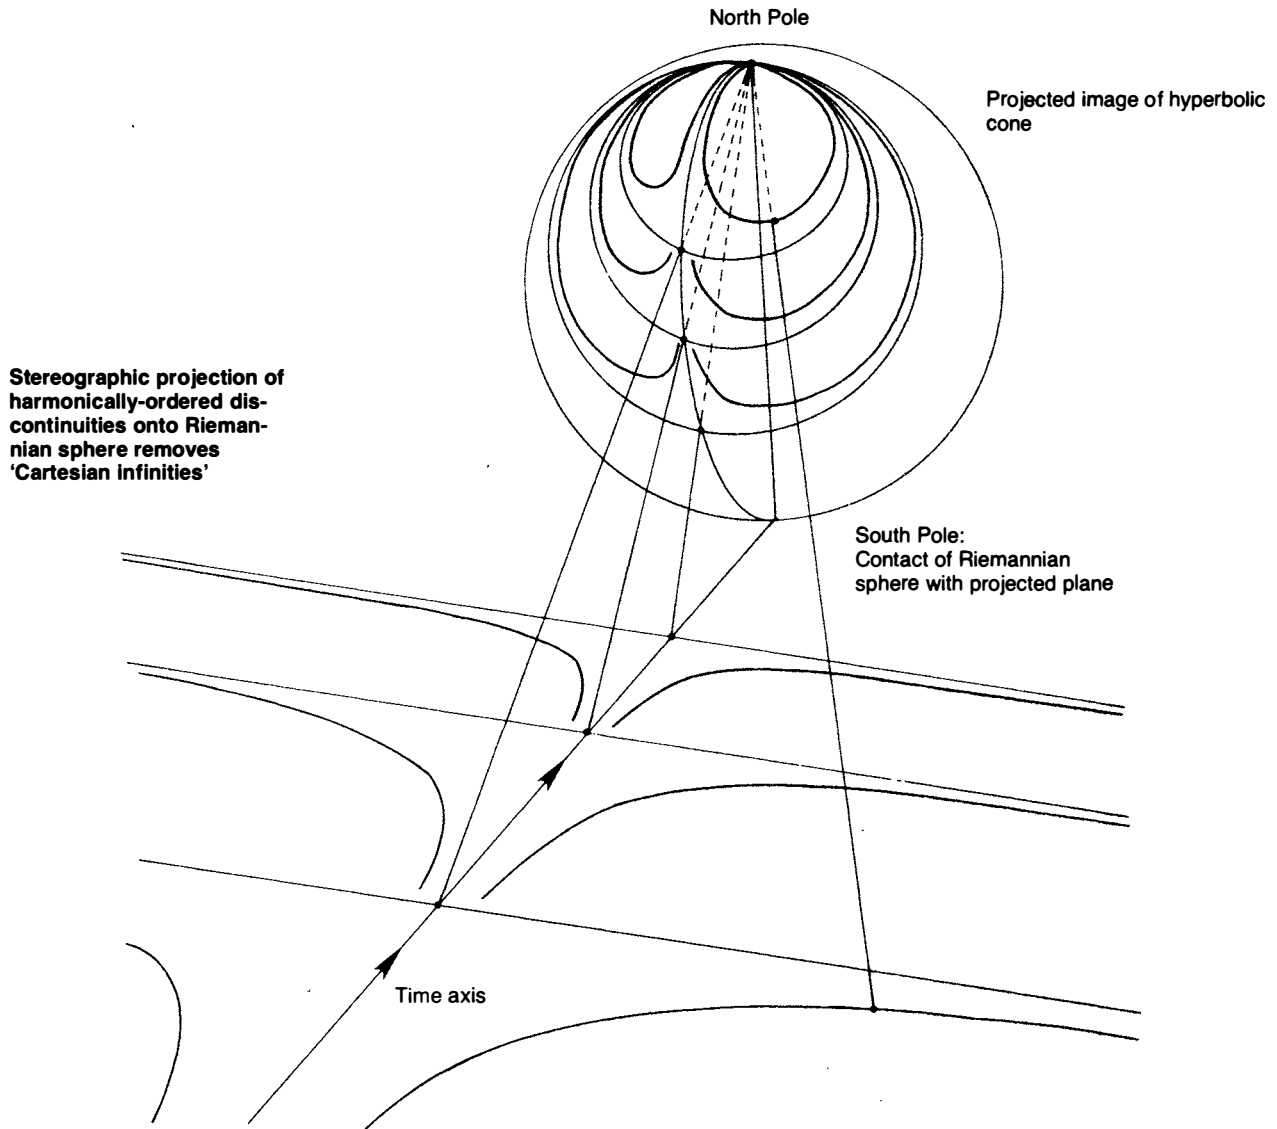 North Pole
Projected image of hyperbolic
cone
Stereographic projection of
harmonically-ordered dis-
continuities onto Rieman-
nian sphere removes
‘Cartesian infinities’
South Pole:
Contact of Riemannian
sphere with projected plane
Time axis